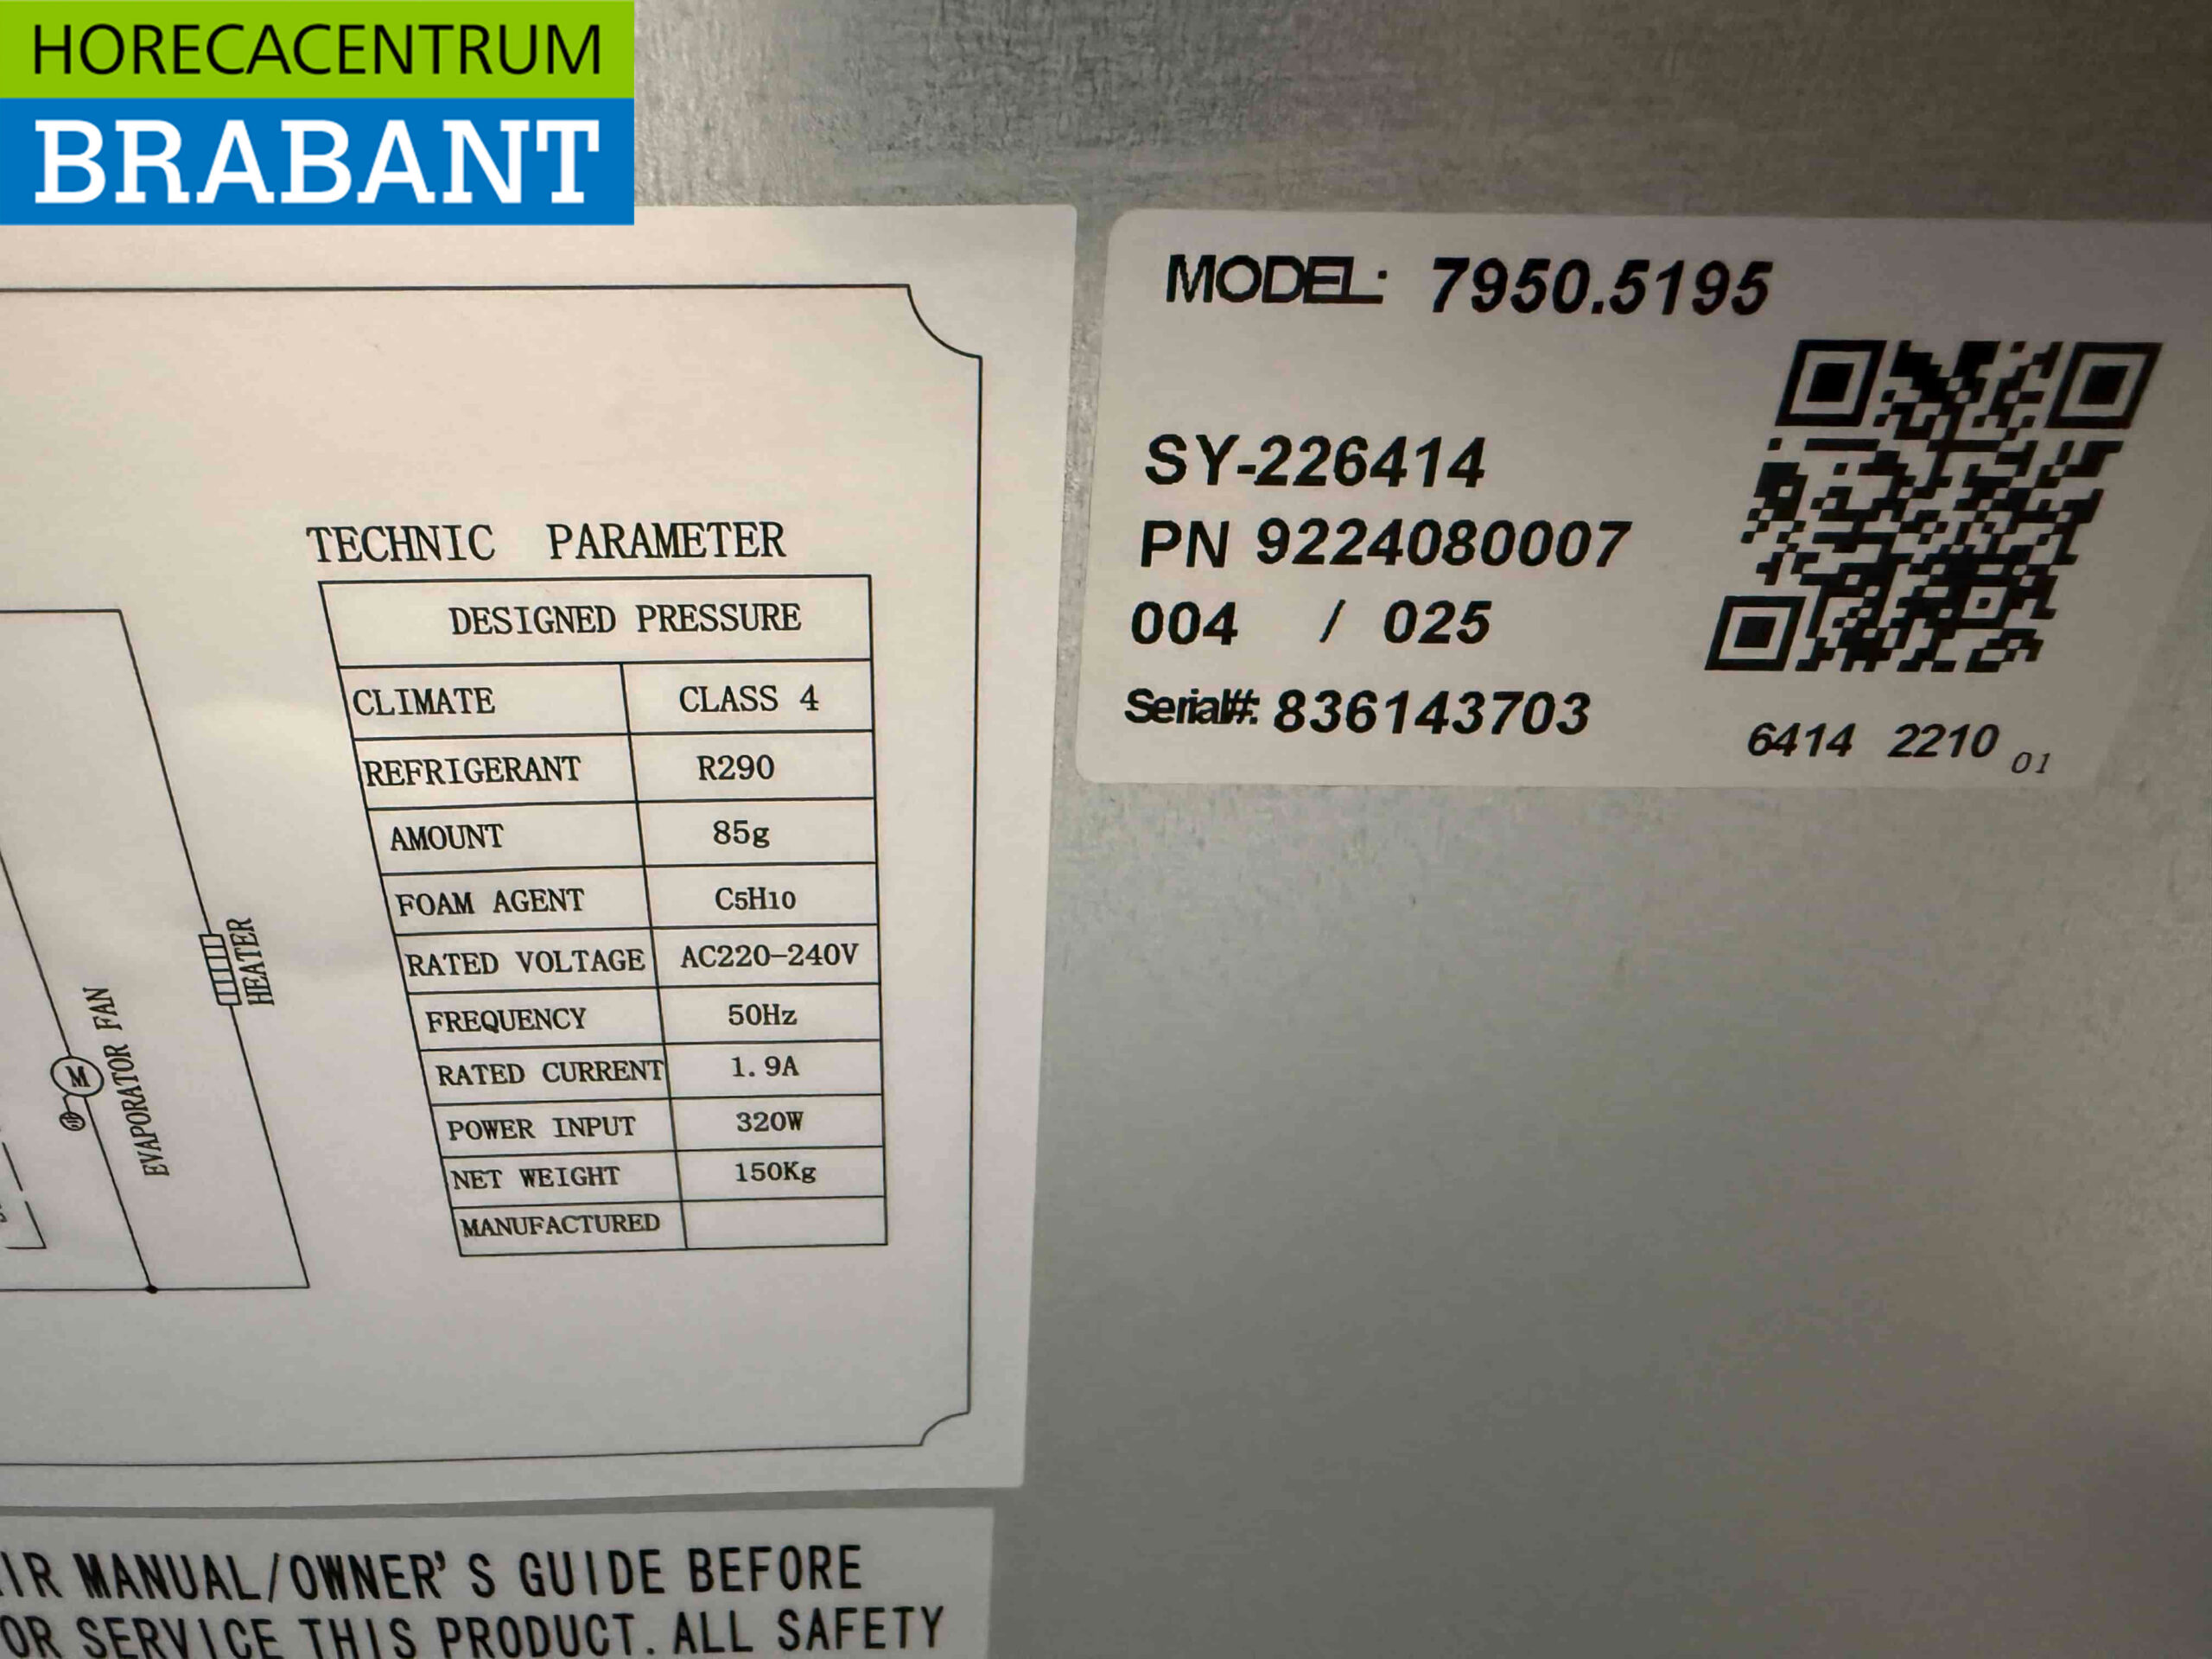 HORECACENTRUM
BRABANT
MODEL: 7950.5195
SY-226414
PN 9224080007
004 / 025
Serial#: 836143703
6414 2210 01
TECHNIC PARAMETER
DESIGNED PRESSURE
CLIMATE CLASS 4
REFRIGERANT R290
AMOUNT 85g
FOAM AGENT C5H10
RATED VOLTAGE AC220-240V
FREQUENCY 50Hz
RATED CURRENT 1.9A
POWER INPUT 320W
NET WEIGHT 150Kg
MANUFACTURED
HEATER
M
EVAPORATOR FAN
IR MANUAL/OWNER'S GUIDE BEFORE
OR SERVICE THIS PRODUCT. ALL SAFETY